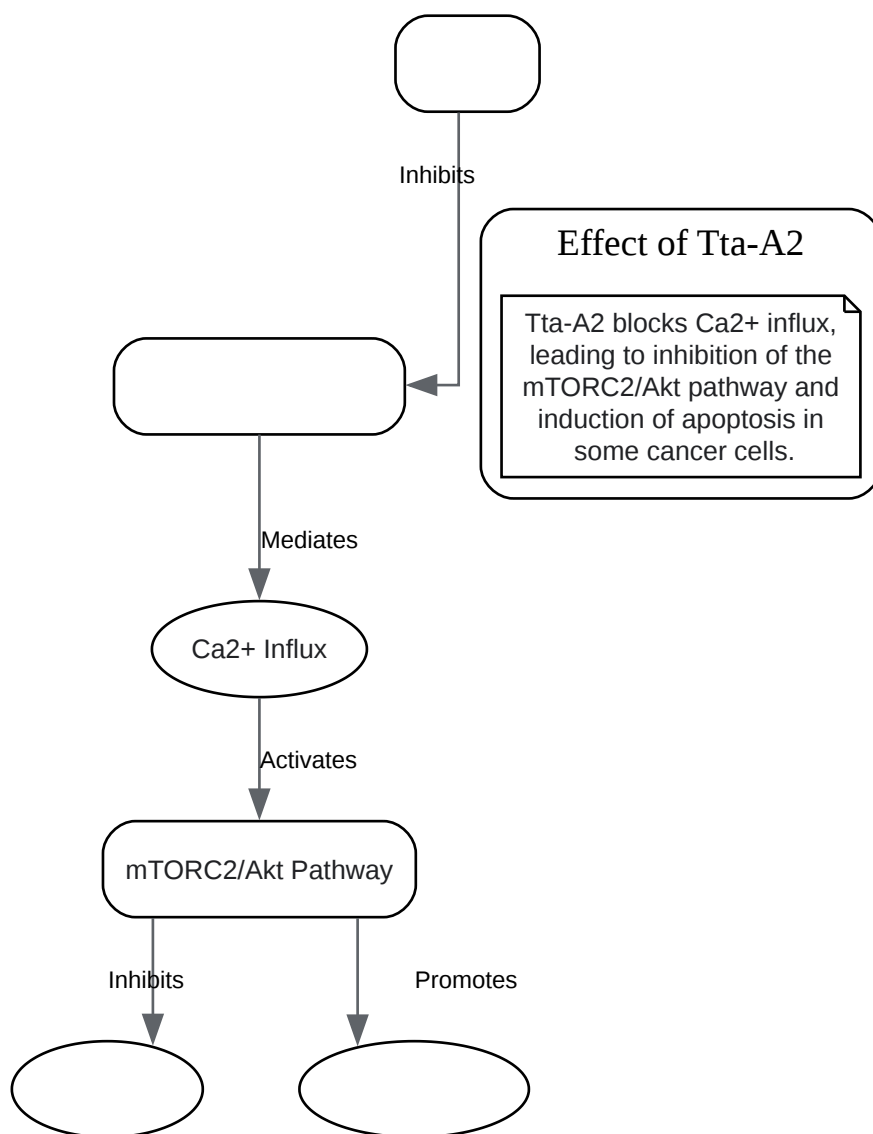 Inhibits
Effect of Tta-A2
Tta-A2 blocks Ca2+ influx,
leading to inhibition of the
mTORC2/Akt pathway and
induction of apoptosis in
some cancer cells.
Mediates
Ca2+ Influx
Activates
mTORC2/Akt Pathway
Inhibits
Promotes